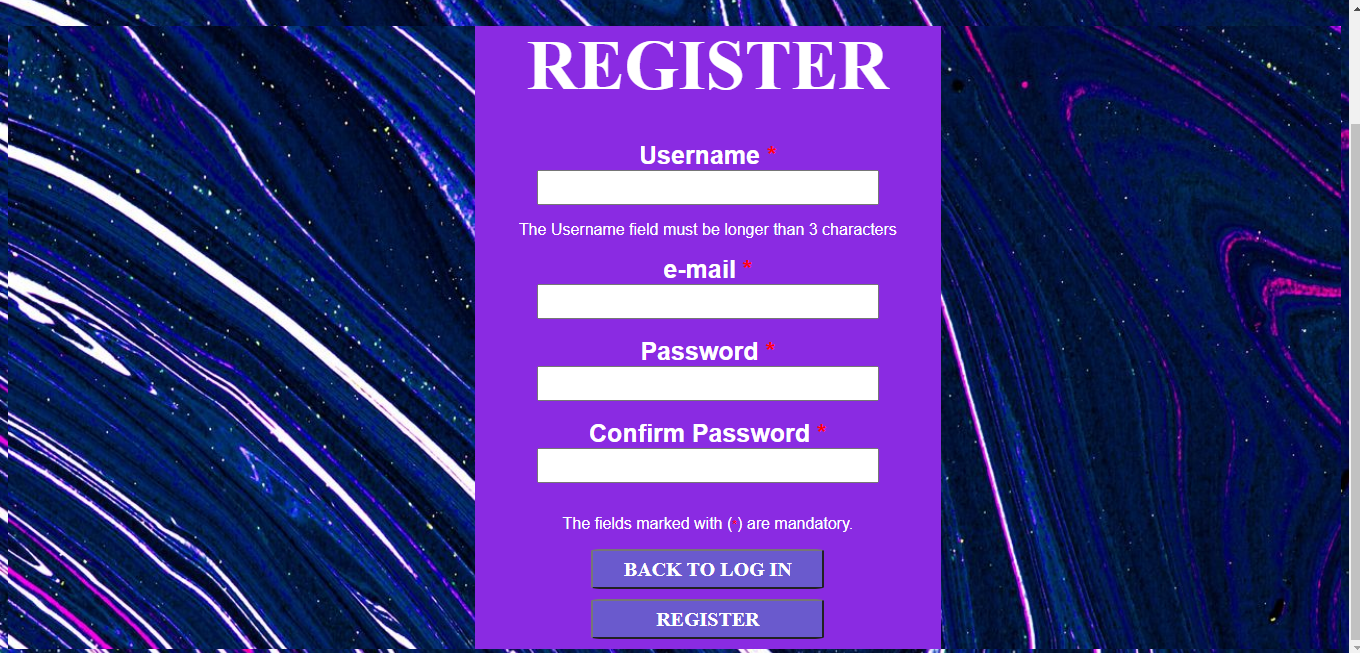 REGISTER
Username *
The Username field must be longer than 3 characters
e-mail *
Password *
Confirm Password *
The fields marked with (*) are mandatory.
BACK TO LOG IN
REGISTER